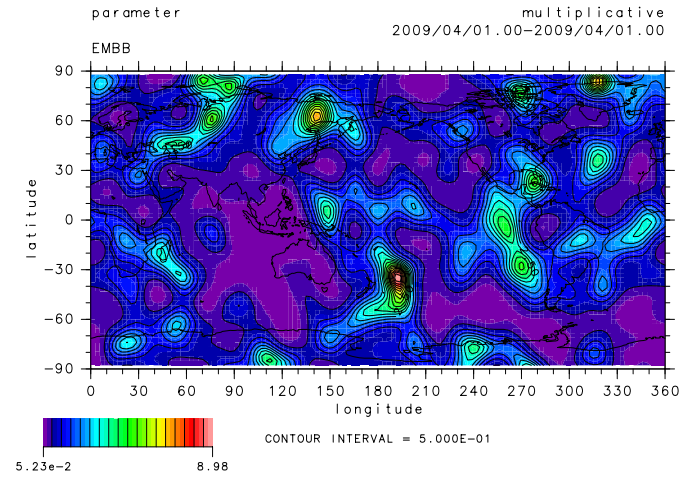 parameter multiplicative
2009/04/01.00−2009/04/01.00
EMBB
90
60
30
0
−30
−60
−90
latitude
0 30 60 90 120 150 180 210 240 270 300 330 360
longitude
CONTOUR INTERVAL = 5.000E-01
5.23e-2 8.98